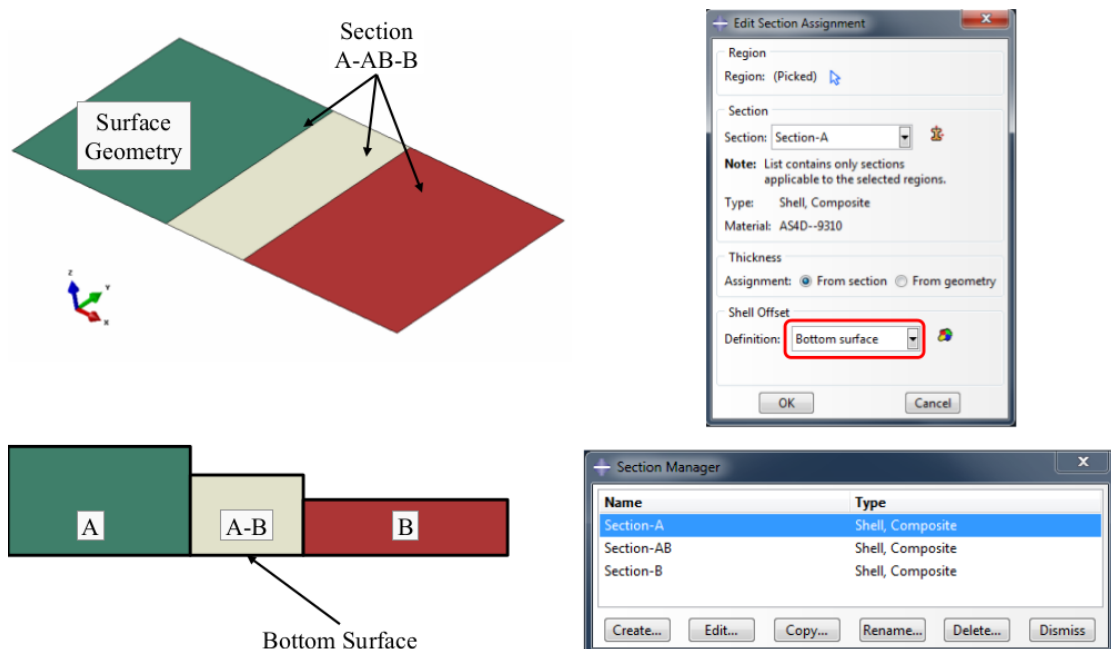 Section
A-AB-B
Surface
Geometry
z
Y
X
A
A-B
B
Bottom Surface
Edit Section Assignment
X
Region
Region: (Picked)
Section
Section: Section-A
Note: List contains only sections
applicable to the selected regions.
Type: Shell, Composite
Material: AS4D--9310
Thickness
Assignment: From section From geometry
Shell Offset
Definition: Bottom surface
OK Cancel
Section Manager
X
Name Type
Section-A Shell, Composite
Section-AB Shell, Composite
Section-B Shell, Composite
Create... Edit... Copy... Rename... Delete... Dismiss